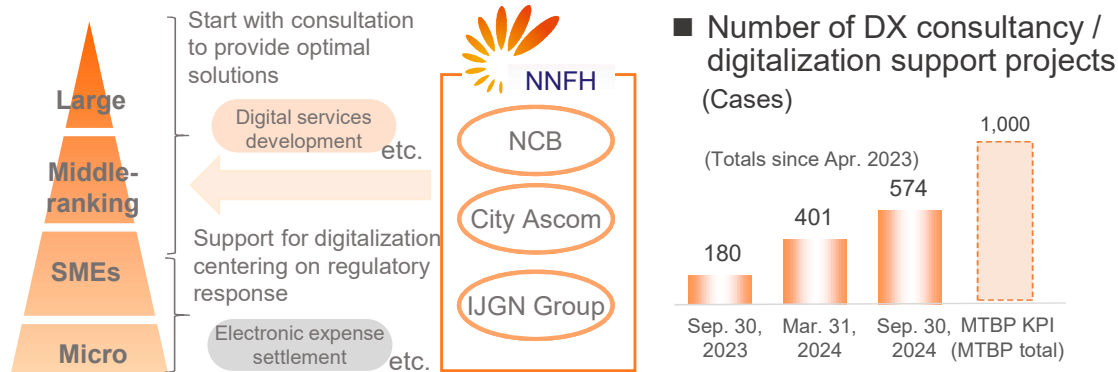 Large
Middle-
ranking
SMEs
Micro
Start with consultation
to provide optimal
solutions
Digital services
development
etc.
Support for digitalization
centering on regulatory
response
Electronic expense
settlement
etc.
NNFH
NCB
City Ascom
IJGN Group
■ Number of DX consultancy /
digitalization support projects
(Cases)
(Totals since Apr. 2023)
180
401
574
1,000
Sep. 30,
2023
Mar. 31,
2024
Sep. 30,
2024
MTBP KPI
(MTBP total)